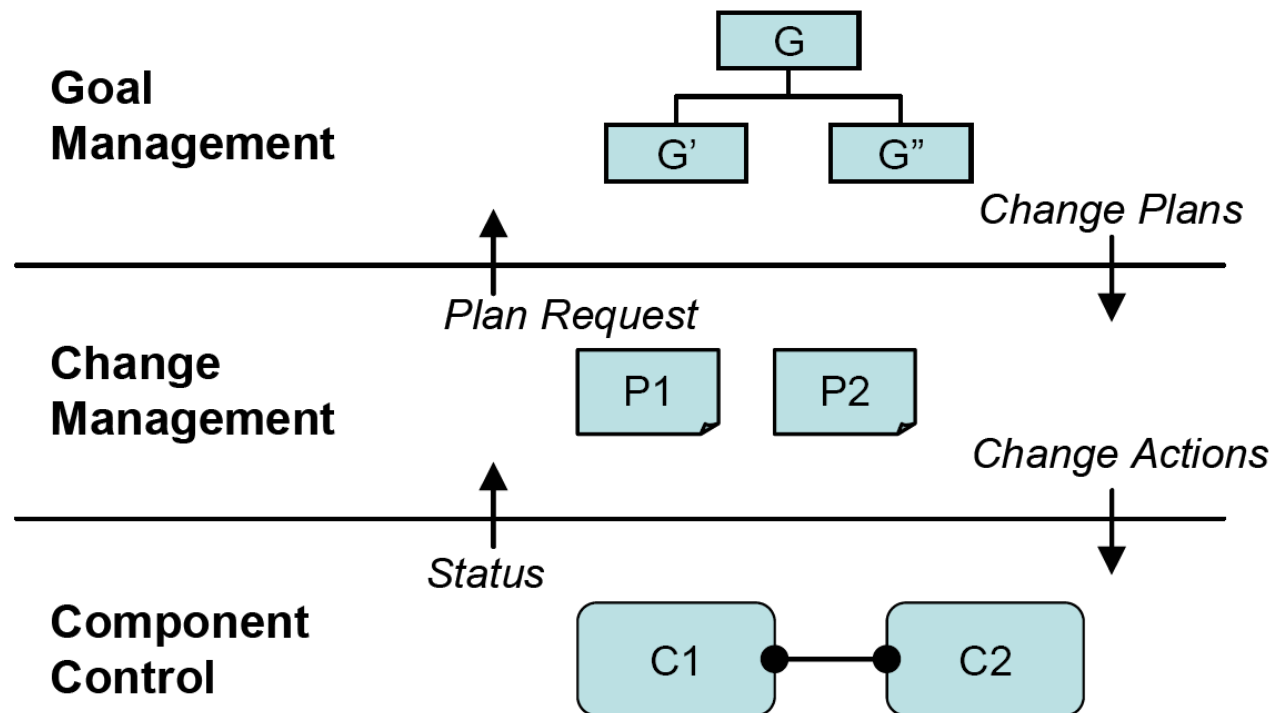 G
Goal
Management
G’
G”
Change Plans
Plan Request
Change
Management
P1
P2
Change Actions
Status
Component
Control
C1
C2